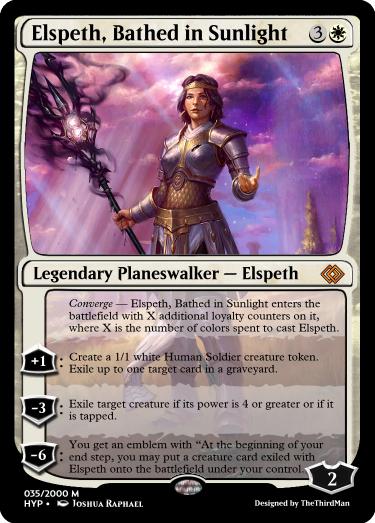 Elspeth, Bathed in Sunlight 3
Legendary Planeswalker — Elspeth
Converge — Elspeth, Bathed in Sunlight enters the
battlefield with X additional loyalty counters on it,
where X is the number of colors spent to cast Elspeth.
+1: Create a 1/1 white Human Soldier creature token.
Exile up to one target card in a graveyard.
-3: Exile target creature if its power is 4 or greater or if it
is tapped.
-6: You get an emblem with “At the beginning of your
end step, you may put a creature card exiled with
Elspeth onto the battlefield under your control.
2
035/2000 M
HYP • Joshua Raphael
Designed by TheThirdMan